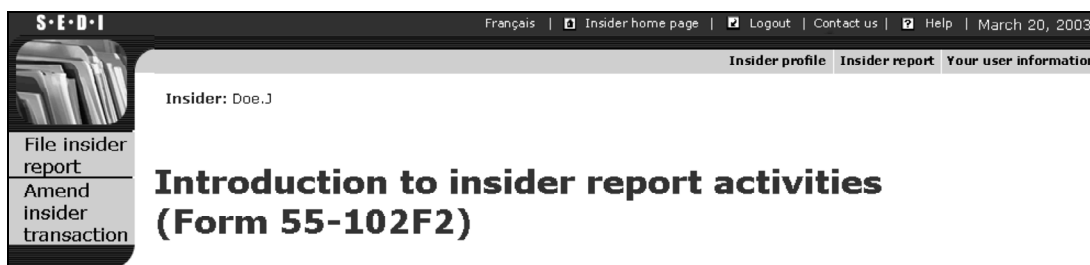 S•E•D•I
Français | Insider home page | Logout | Contact us | Help | March 20, 2003
Insider profile Insider report Your user information
Insider: Doe.J
File insider
report
Amend
insider
transaction
Introduction to insider report activities
(Form 55-102F2)